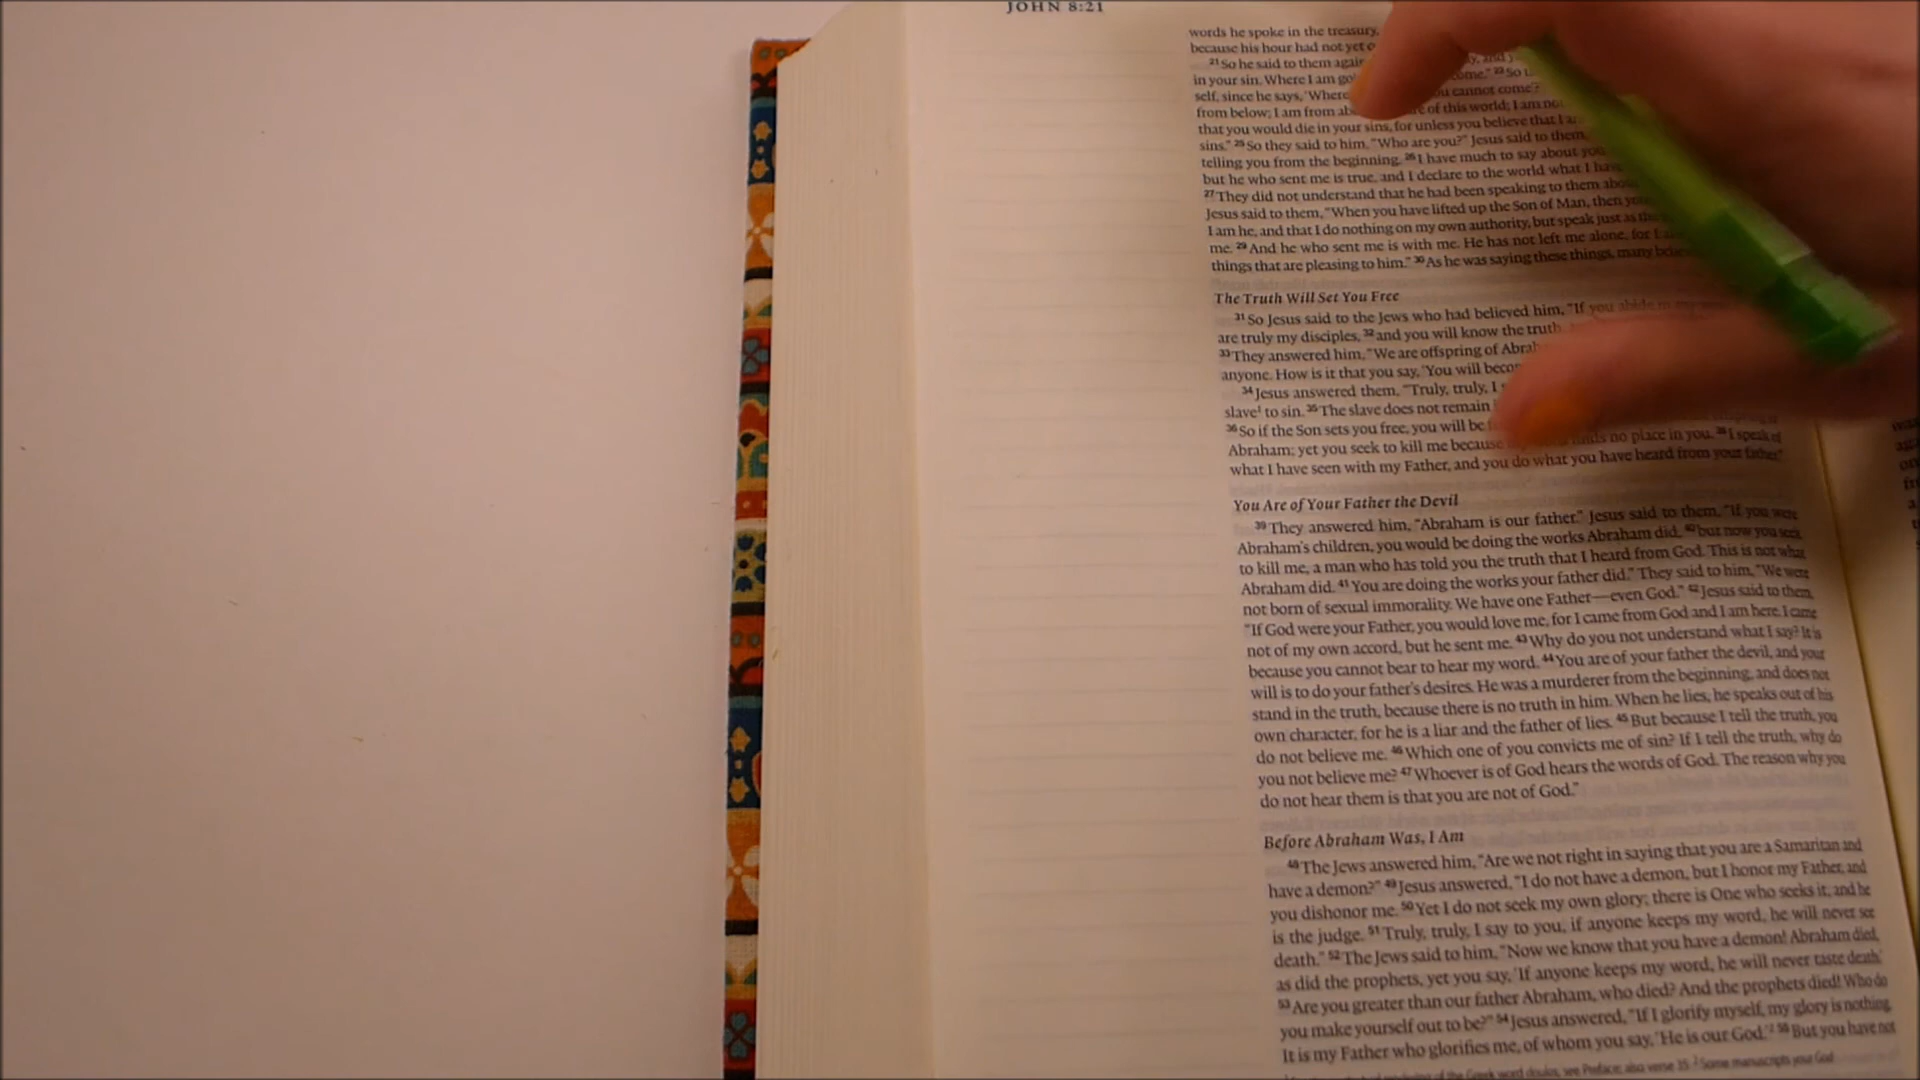 JOHN 8:21
words he spoke in the treasury,
because his hour had not yet
21 So he said to them again
in your sin. Where I am come." 22 So
self, since he says, 'Where you cannot come'?
from below; I am from of this world; I am
that you would die in your sins, for unless you believe that I
sins." 25 So they said to him, "Who are you?" Jesus said to them,
telling you from the beginning. 26 I have much to say about
but he who sent me is true, and I declare to the world what I
27 They did not understand that he had been speaking to them
Jesus said to them, "When you have lifted up the Son of Man, then
I am he, and that I do nothing on my own authority, but speak just as
me. 29 And he who sent me is with me. He has not left me alone, for
things that are pleasing to him." 30 As he was saying these things, many
The Truth Will Set You Free
31 So Jesus said to the Jews who had believed him, "If you abide
are truly my disciples, 32 and you will know the truth,
33 They answered him, "We are offspring of
anyone. How is it that you say, 'You will
34 Jesus answered them, "Truly, truly, I
slave1 to sin. 35 The slave does not remain
36 So if the Son sets you free, you will be
Abraham; yet you seek to kill me because finds no place in you. 38 I speak of
what I have seen with my Father, and you do what you have heard from your father."
You Are of Your Father the Devil
39 They answered him, "Abraham is our father." Jesus said to them, "If you were
Abraham's children, you would be doing the works Abraham did, 40 but now you seek
to kill me, a man who has told you the truth that I heard from God. This is not what
Abraham did. 41 You are doing the works your father did." They said to him, "We were
not born of sexual immorality. We have one Father—even God." 42 Jesus said to them,
"If God were your Father, you would love me, for I came from God and I am here. I came
not of my own accord, but he sent me. 43 Why do you not understand what I say? It is
because you cannot bear to hear my word. 44 You are of your father the devil, and your
will is to do your father's desires. He was a murderer from the beginning, and does not
stand in the truth, because there is no truth in him. When he lies, he speaks out of his
own character, for he is a liar and the father of lies. 45 But because I tell the truth, you
do not believe me. 46 Which one of you convicts me of sin? If I tell the truth, why do
you not believe me? 47 Whoever is of God hears the words of God. The reason why you
do not hear them is that you are not of God."
Before Abraham Was, I Am
48 The Jews answered him, "Are we not right in saying that you are a Samaritan and
have a demon?" 49 Jesus answered, "I do not have a demon, but I honor my Father, and
you dishonor me. 50 Yet I do not seek my own glory; there is One who seeks it, and he
is the judge. 51 Truly, truly, I say to you, if anyone keeps my word, he will never see
death." 52 The Jews said to him, "Now we know that you have a demon! Abraham died,
as did the prophets, yet you say, 'If anyone keeps my word, he will never taste death.'
53 Are you greater than our father Abraham, who died? And the prophets died! Who do
you make yourself out to be?" 54 Jesus answered, "If I glorify myself, my glory is nothing.
It is my Father who glorifies me, of whom you say, 'He is our God.'2 55 But you have not
Greek word doulos, see Preface; also verse 35 2 Some manuscripts your God